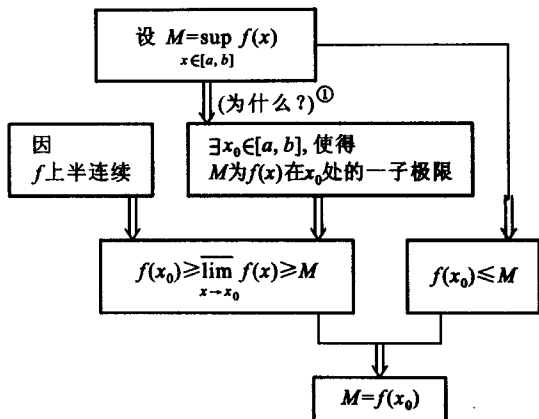 设 M=sup f(x)
x∈[a, b]
(为什么?)①
因
f上半连续
∃x₀∈[a, b], 使得
M为f(x)在x₀处的一子极限
f(x₀)≥lim̅ f(x)≥M
x→x₀
f(x₀)≤M
M=f(x₀)